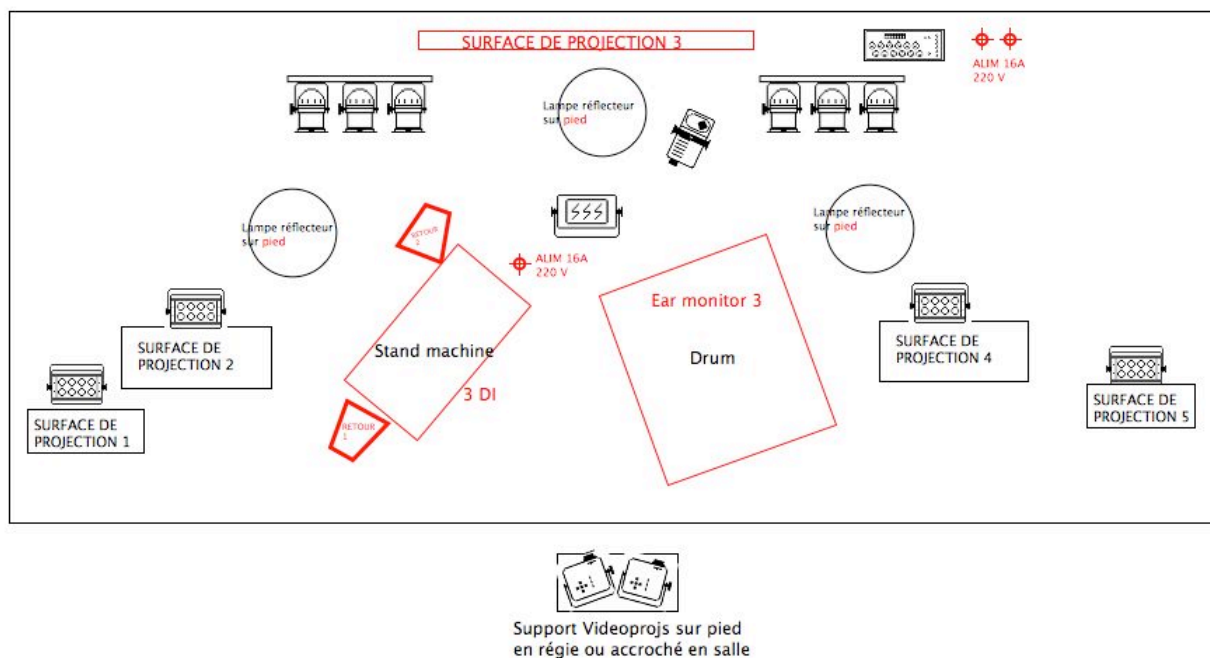 SURFACE DE PROJECTION 3
ALIM 16A
220 V
Lampe réflecteur
sur pied
Lampe réflecteur
sur pied
Lampe réflecteur
sur pied
RETOUR
2
ALIM 16A
220 V
Ear monitor 3
SURFACE DE
PROJECTION 2
Stand machine
Drum
SURFACE DE
PROJECTION 4
3 DI
SURFACE DE
PROJECTION 1
RETOUR
1
SURFACE DE
PROJECTION 5
Support Videoprojs sur pied
en régie ou accroché en salle